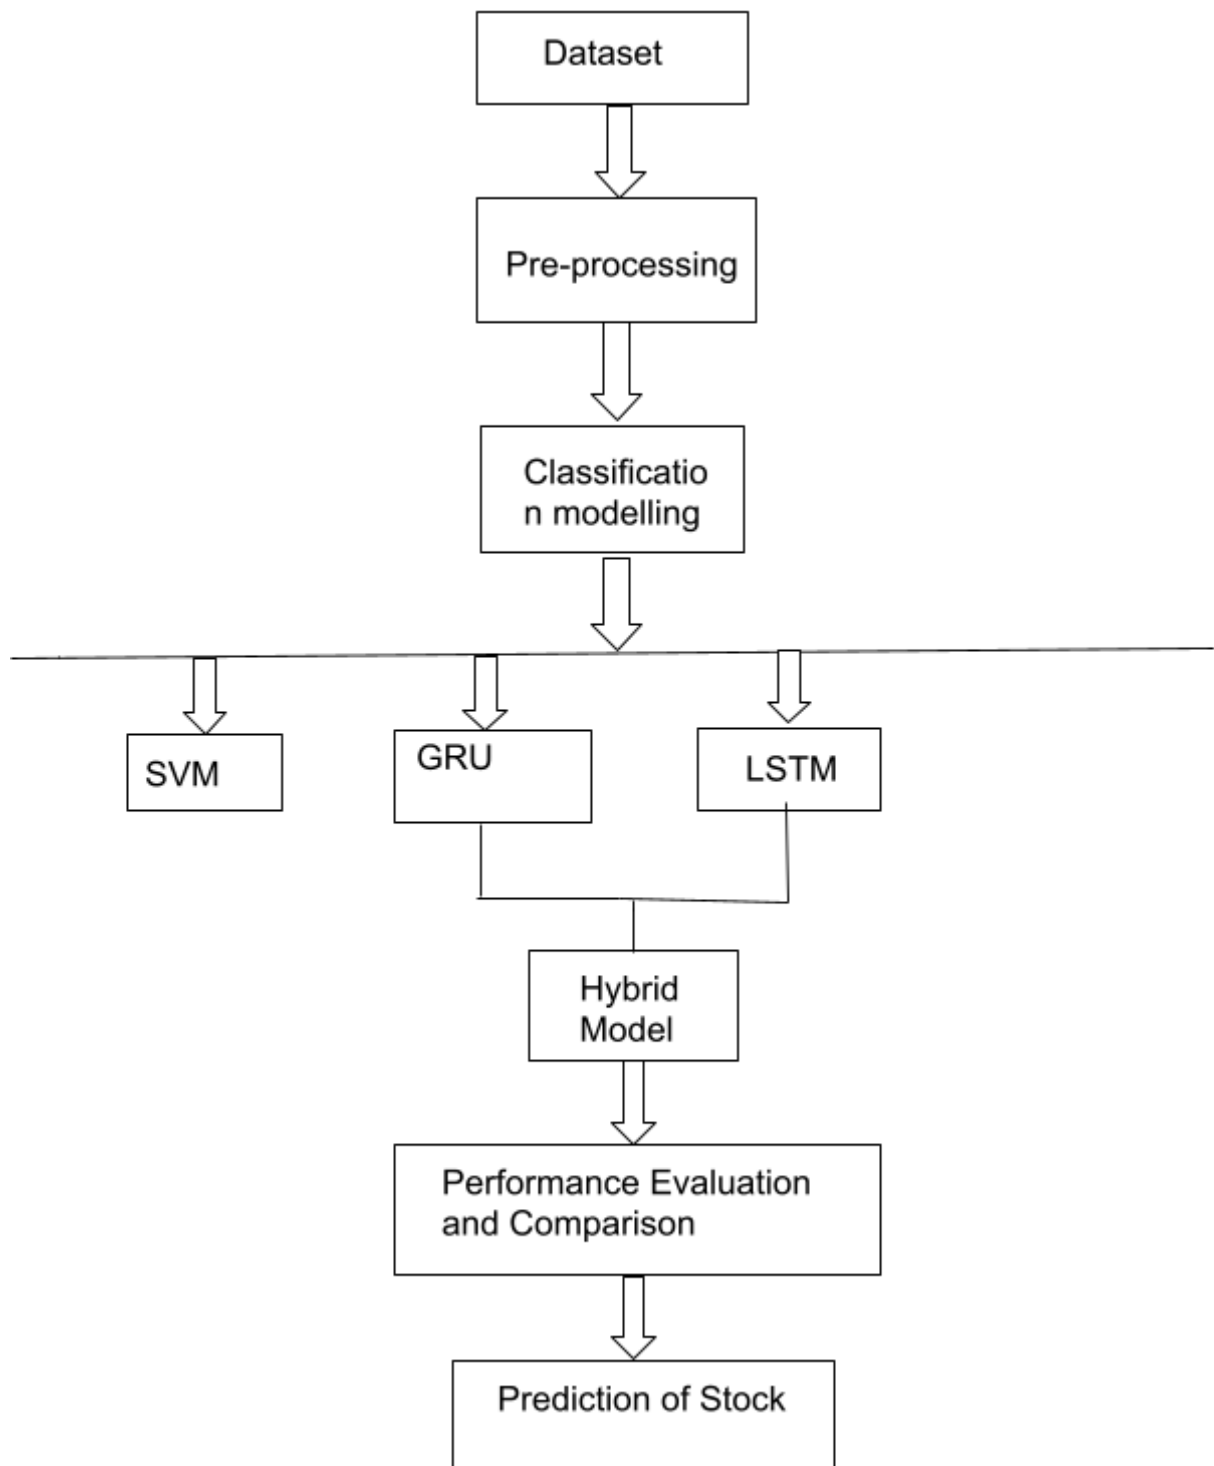 Dataset
Pre-processing
Classificatio
n modelling
SVM
GRU
LSTM
Hybrid
Model
Performance Evaluation
and Comparison
Prediction of Stock